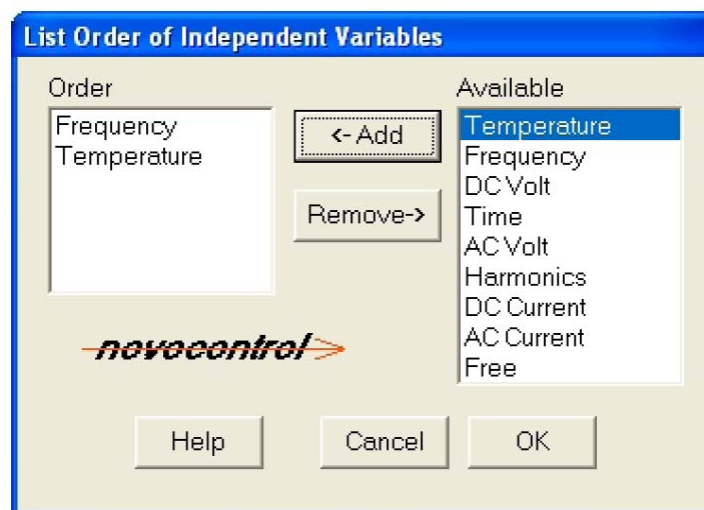 List Order of Independent Variables
Order
Frequency
Temperature
<- Add
Remove->
Available
Temperature
Frequency
DC Volt
Time
AC Volt
Harmonics
DC Current
AC Current
Free
novocontrol
Help
Cancel
OK